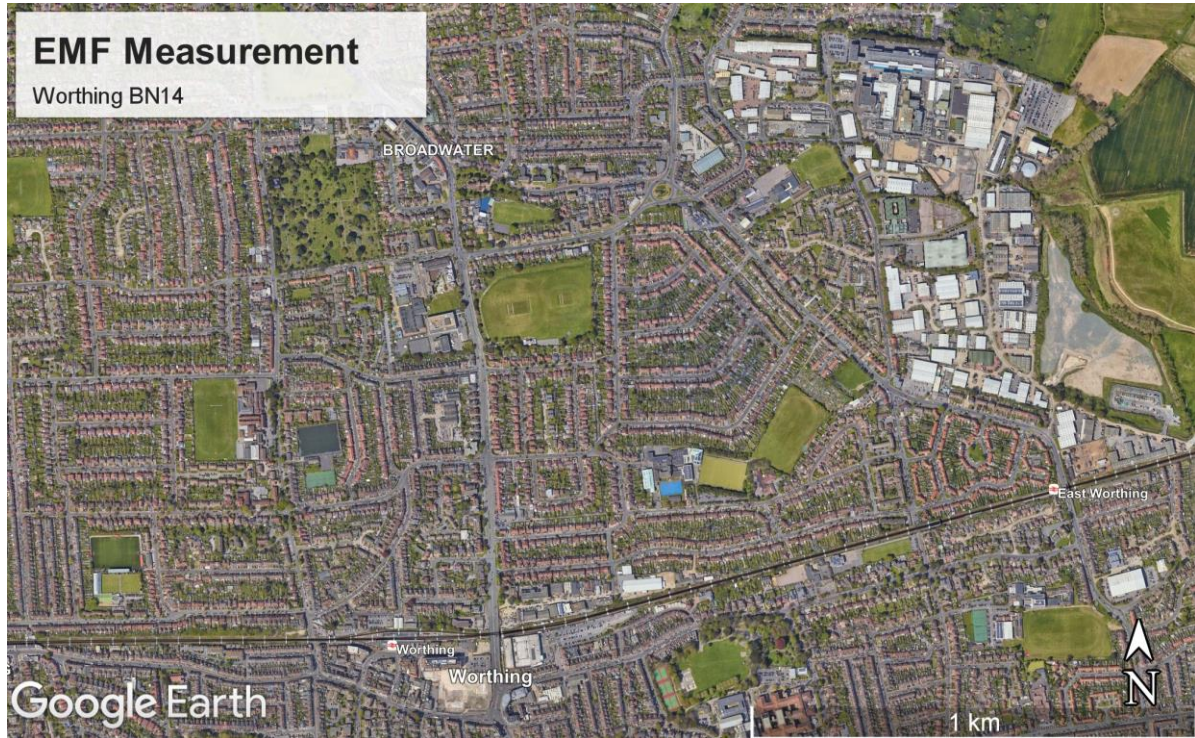 EMF Measurement
Worthing BN14
BROADWATER
East Worthing
Worthing
Worthing
Google Earth
1 km
N